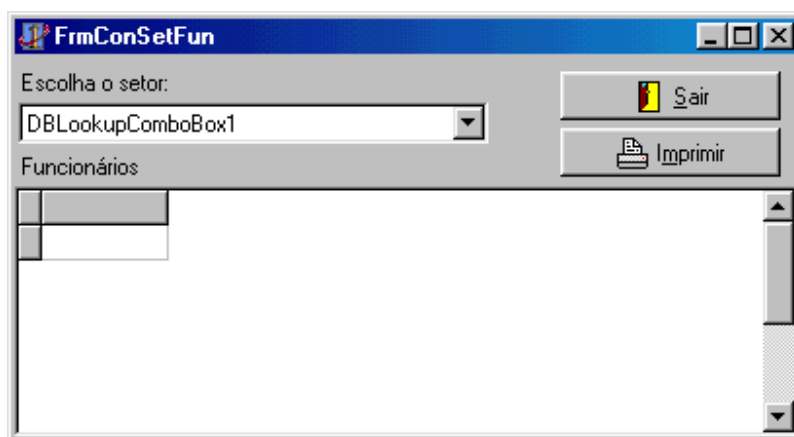 FrmConSetFun
Escolha o setor:
DBLookupComboBox1
Sair
Imprimir
Funcionários